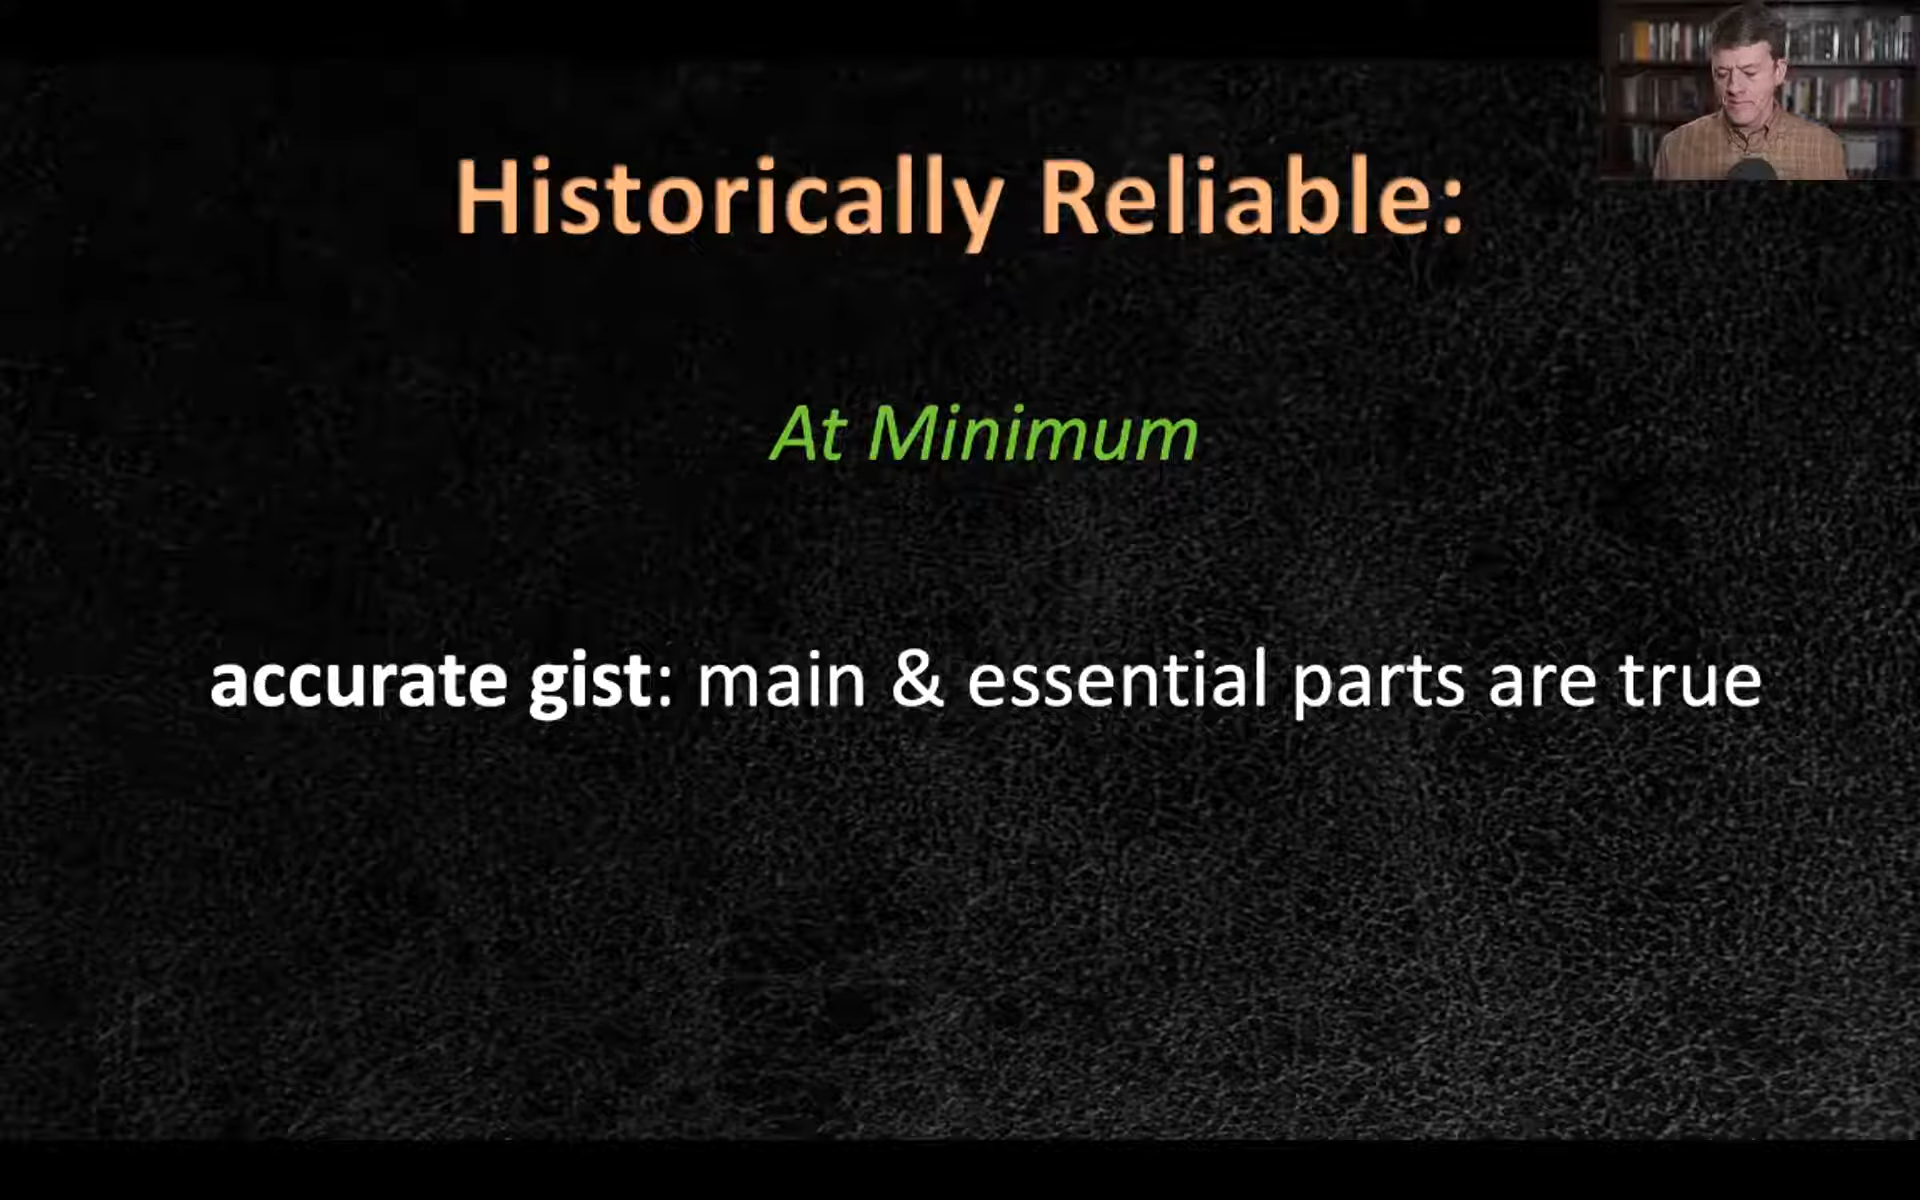 Historically Reliable:
At Minimum
accurate gist: main & essential parts are true